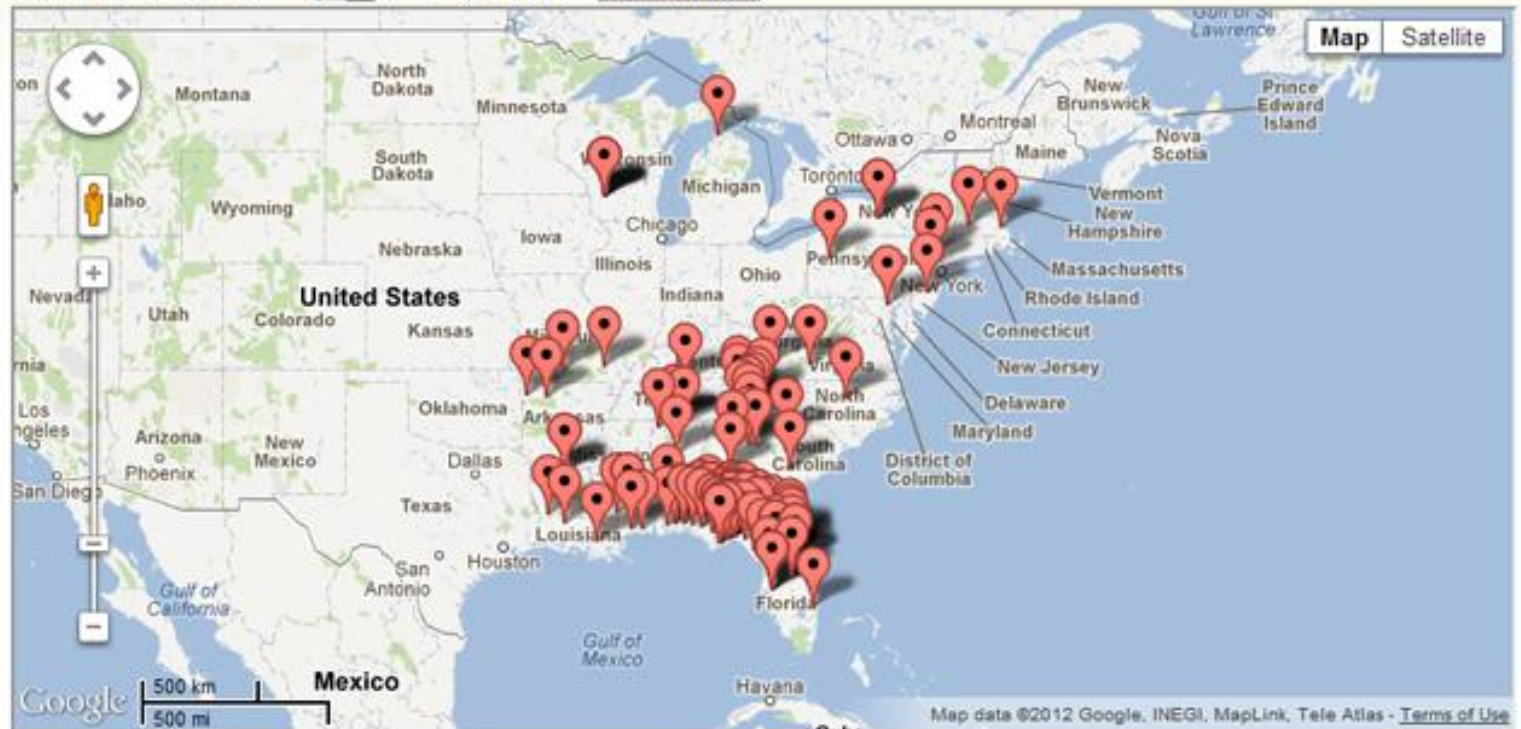 Gulf of St.
Lawrence
Map
Satellite
North
Dakota
Montana
Minnesota
New
Brunswick
Prince
Edward
Island
Montreal
Ottawa
Nova
Scotia
Maine
South
Dakota
Michigan
Toronto
Vermont
New
Hampshire
Wyoming
Chicago
Iowa
Nebraska
Illinois
Ohio
New York
Massachusetts
Rhode Island
Connecticut
New Jersey
Delaware
Maryland
District of
Columbia
United States
Indiana
Utah
Colorado
Kansas
North
Carolina
Oklahoma
Arizona
Phoenix
New
Mexico
Dallas
San Diego
Texas
Louisiana
Houston
San
Antonio
Gulf of
California
Florida
Gulf of
Mexico
Mexico
Havana
Google
500 km
500 mi
Map data ©2012 Google, INEGI, MapLink, Tele Atlas - Terms of Use